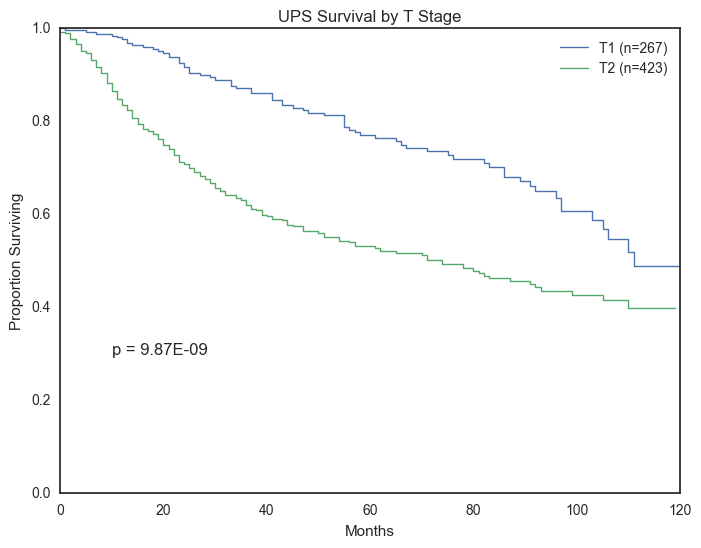 UPS Survival by T Stage
T1 (n=267)
T2 (n=423)
Proportion Surviving
1.0
0.8
0.6
0.4
0.2
0.0
p = 9.87E-09
0 20 40 60 80 100 120
Months